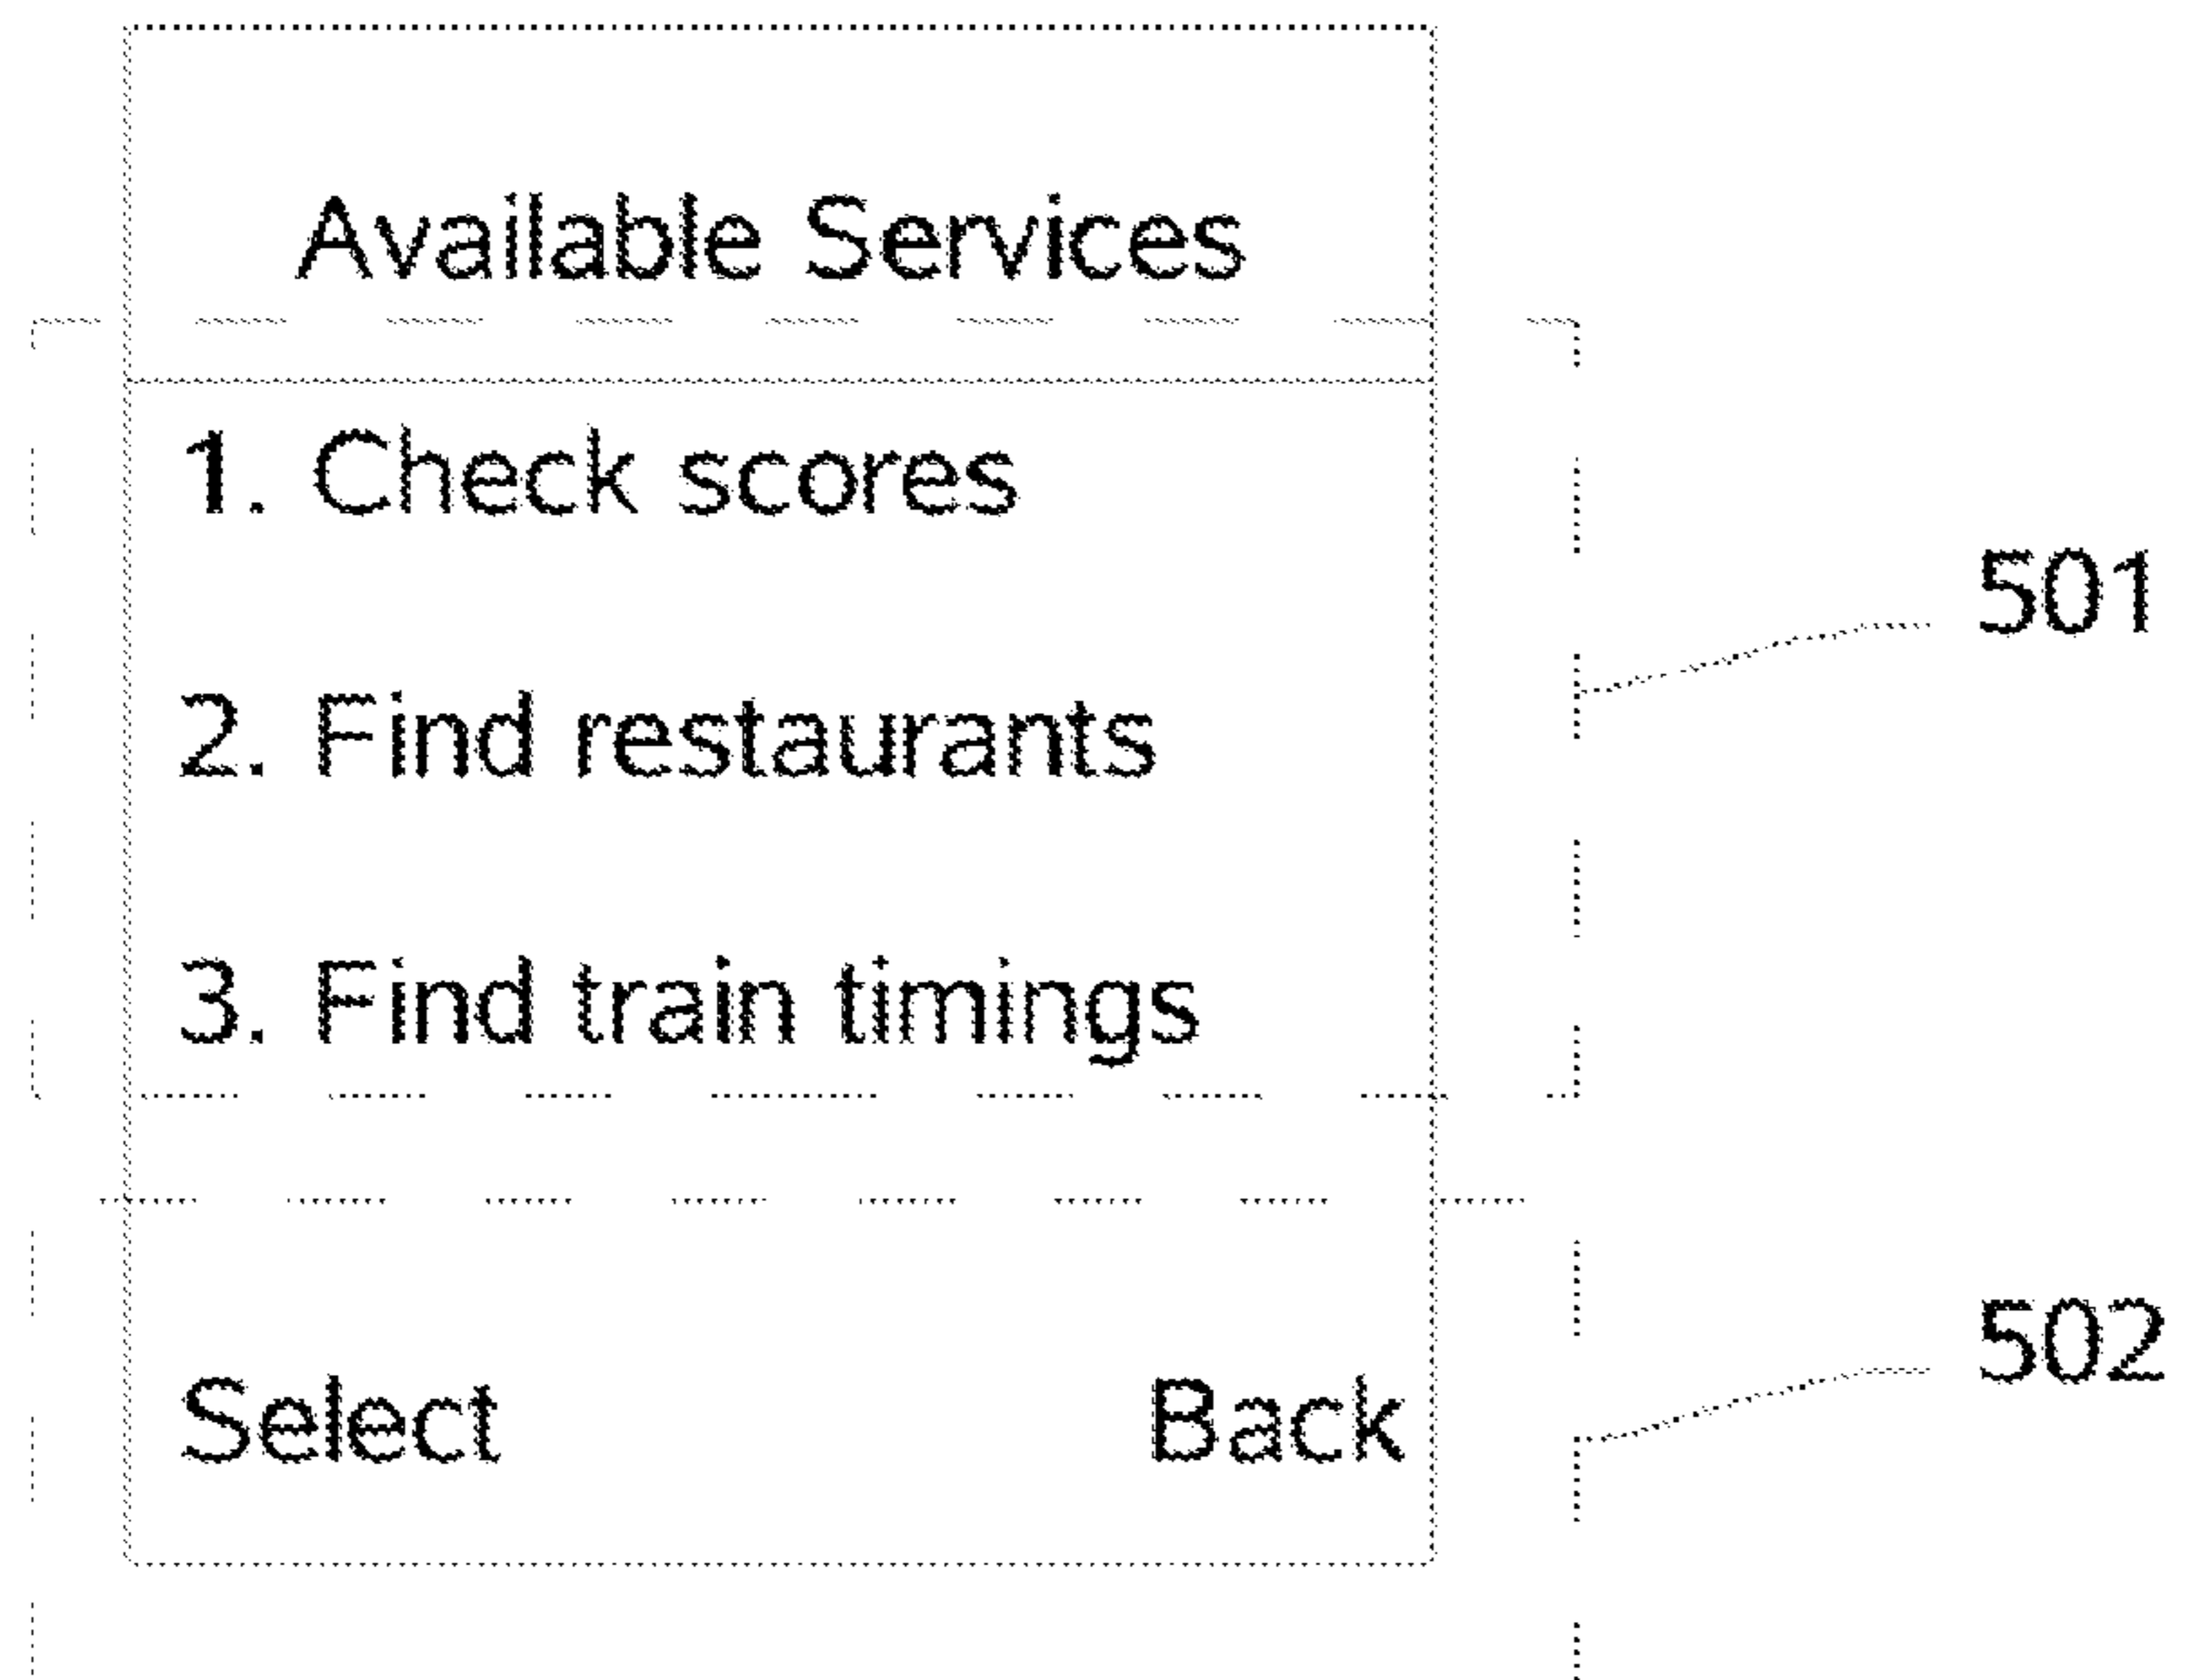 Available Services
1. Check scores
501
2. Find restaurants
3. Find train timings
502
Select Back